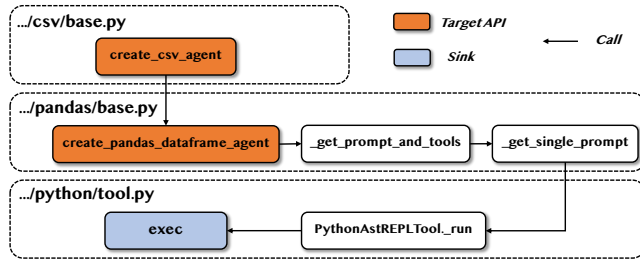 .../csv/base.py
create_csv_agent
Target API
Call
Sink
.../pandas/base.py
create_pandas_dataframe_agent
_get_prompt_and_tools
_get_single_prompt
.../python/tool.py
exec
PythonAstREPLTool._run